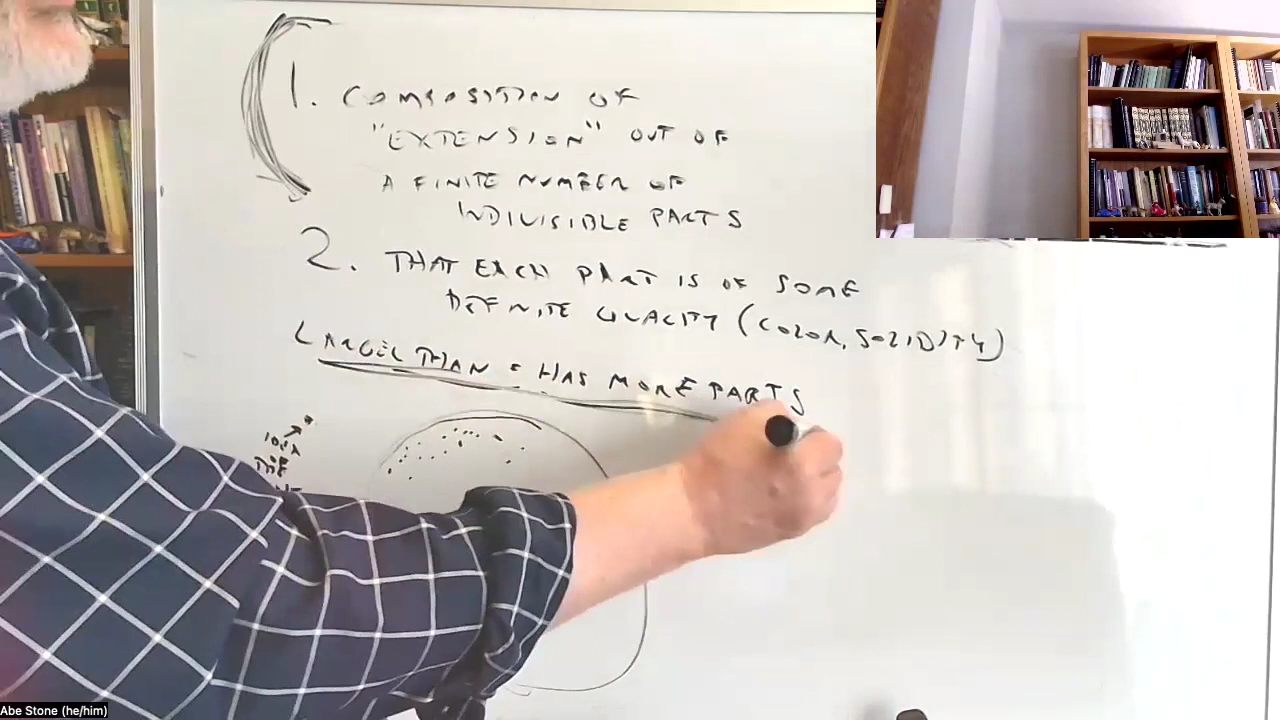 1. COMPOSITION OF
"EXTENSION" OUT OF
A FINITE NUMBER OF
INDIVISIBLE PARTS
2. THAT EACH PART IS OF SOME
DEFINITE QUALITY (COLOR, SOLIDITY)
LARGER THAN = HAS MORE PARTS
Abe Stone (he/him)